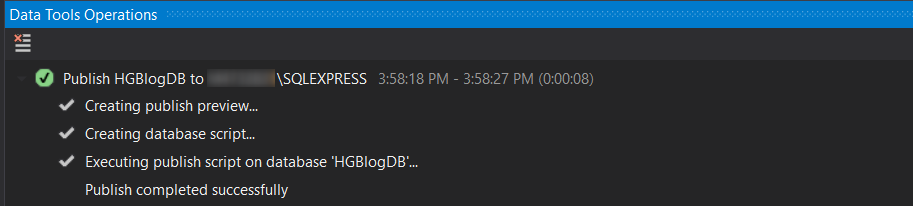 Data Tools Operations
Publish HGBlogDB to \SQLEXPRESS 3:58:18 PM - 3:58:27 PM (0:00:08)
Creating publish preview...
Creating database script...
Executing publish script on database 'HGBlogDB'...
Publish completed successfully